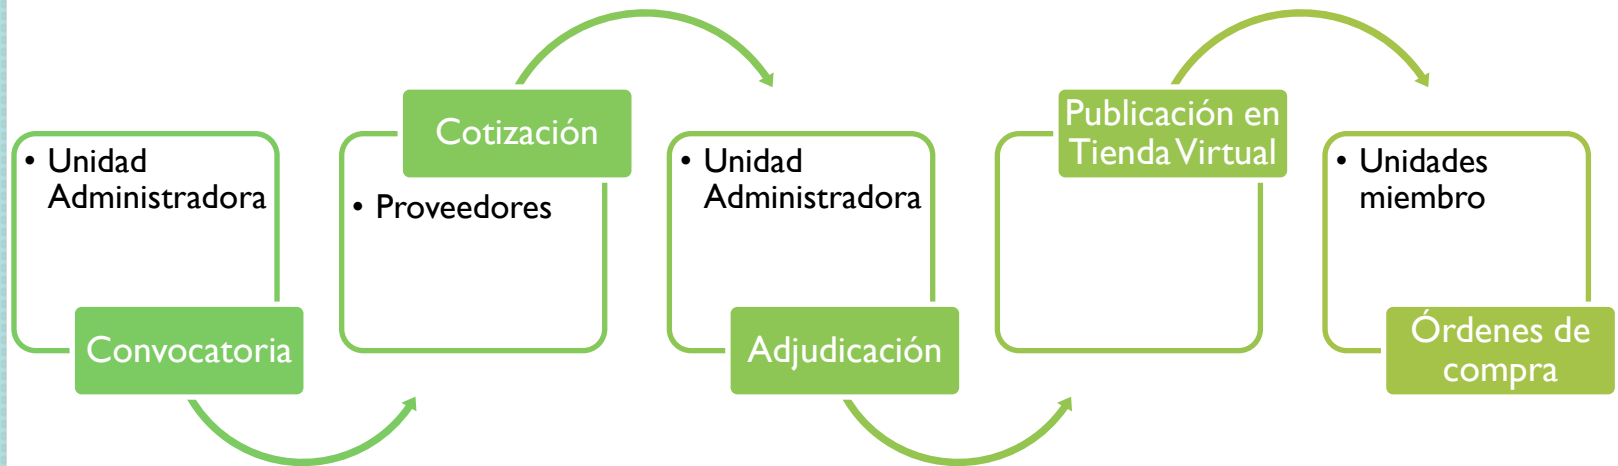 • Unidad
Administradora
Convocatoria
Cotización
• Proveedores
• Unidad
Administradora
Adjudicación
Publicación en
Tienda Virtual
• Unidades
miembro
Órdenes de
compra